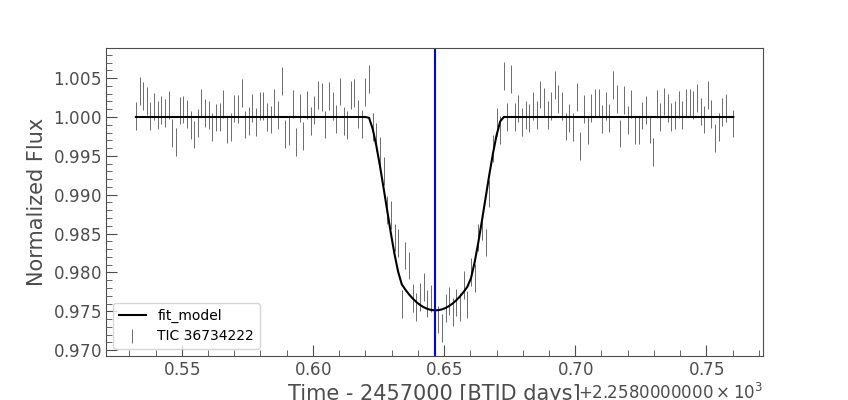 1.005
1.000
0.995
0.990
0.985
0.980
0.975
0.970
Normalized Flux
fit_model
TIC 36734222
0.55 0.60 0.65 0.70 0.75
Time - 2457000 [BTJD days]
+2.2580000000 × 10³